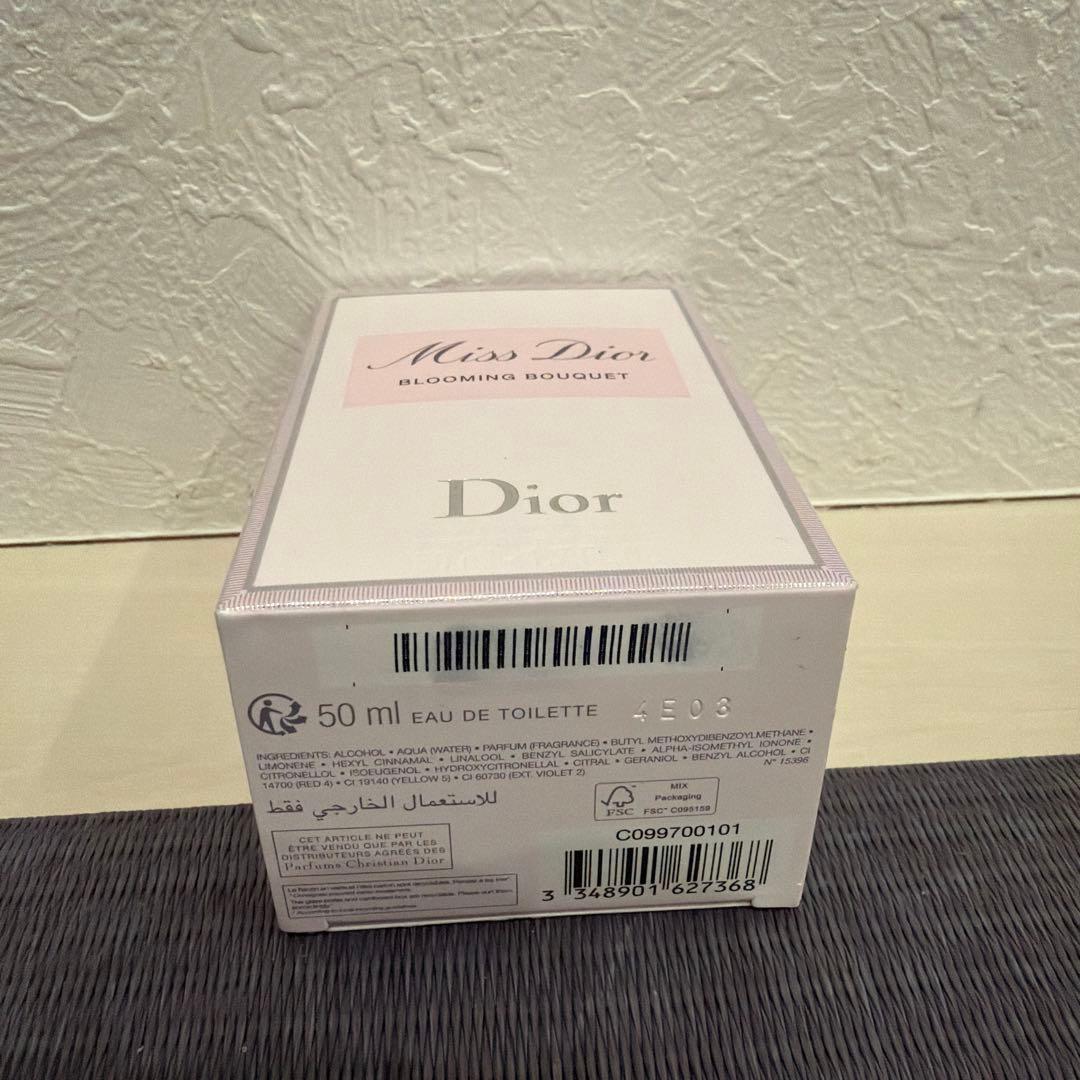 Miss Dior
BLOOMING BOUQUET
Dior
50 ml EAU DE TOILETTE 4E03
INGREDIENTS: ALCOHOL • AQUA (WATER) • PARFUM (FRAGRANCE) • BUTYL METHOXYDIBENZOYLMETHANE •
LIMONENE • HEXYL CINNAMAL • LINALOOL • BENZYL SALICYLATE • ALPHA-ISOMETHYL IONONE •
CITRONELLOL • ISOEUGENOL • HYDROXYCITRONELLAL • CITRAL • GERANIOL • BENZYL ALCOHOL • CI
14700 (RED 4) • CI 19140 (YELLOW 5) • CI 60730 (EXT. VIOLET 2) N° 15396
للاستعمال الخارجي فقط
FSC
MIX
Packaging
FSC™ C095159
CET ARTICLE NE PEUT
ÊTRE VENDU QUE PAR LES
DISTRIBUTEURS AGRÉÉS DES
Parfums Christian Dior
C099700101
3 348901 627368